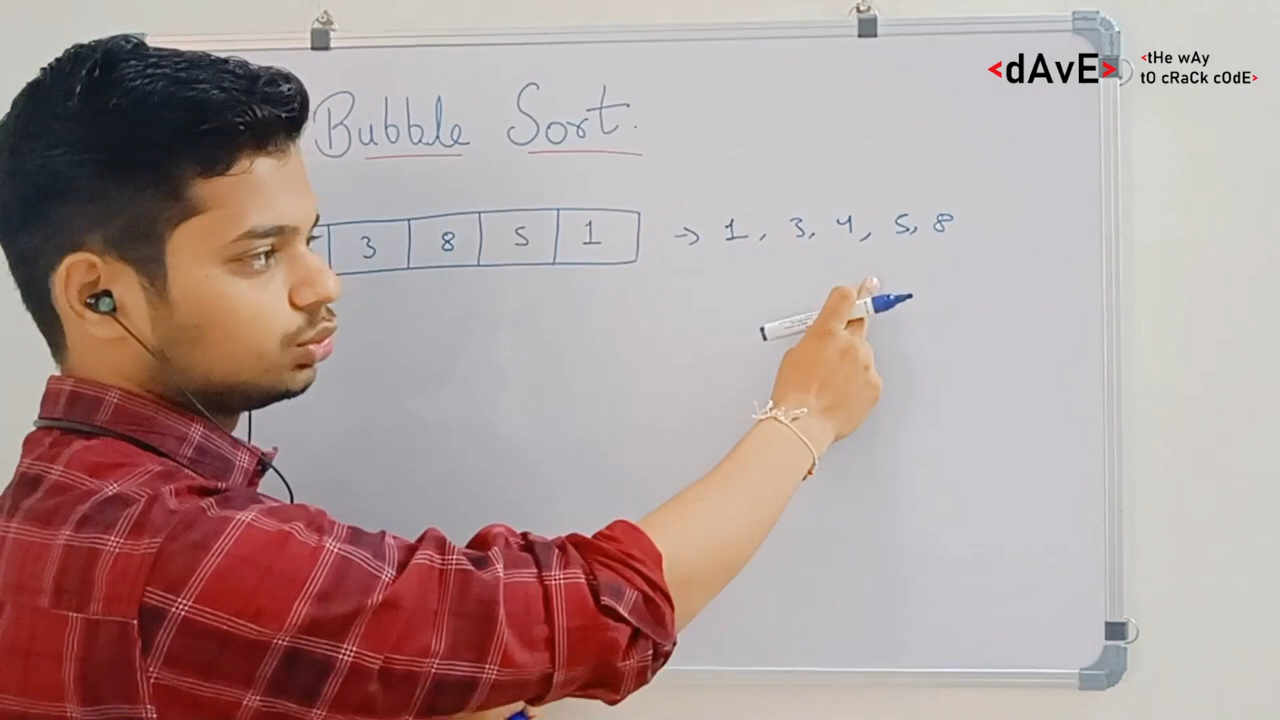 <dAvE>
<tHe wAy
tO cRaCk cOdE>
Bubble Sort.
3 8 5 1 → 1, 3, 4, 5, 8